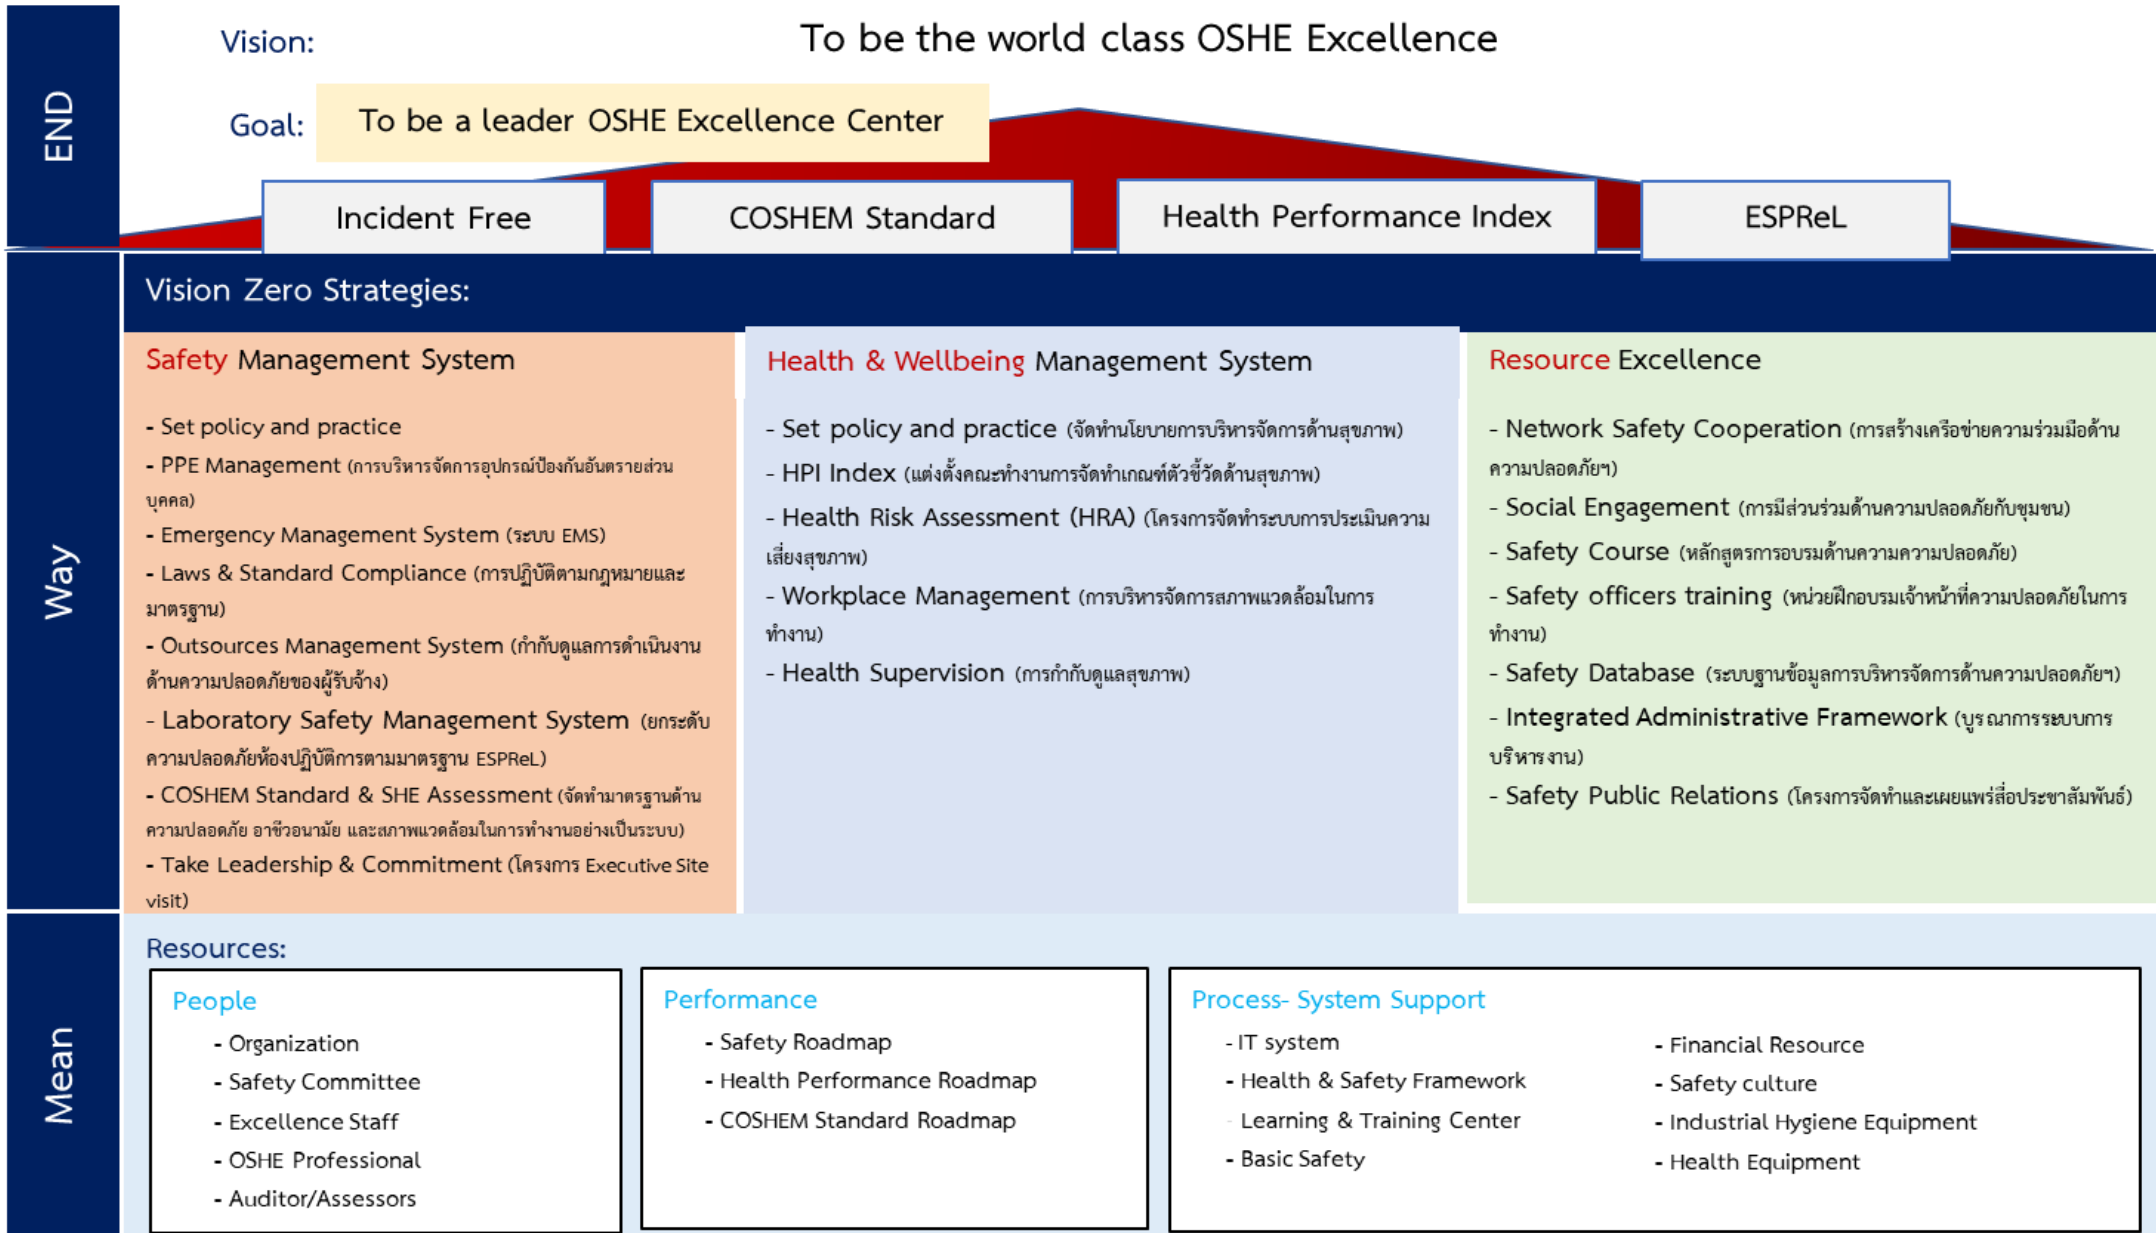 END
Vision:
To be the world class OSHE Excellence
Goal:
To be a leader OSHE Excellence Center
Incident Free
COSHEM Standard
Health Performance Index
ESPReL
Way
Vision Zero Strategies:
Safety Management System
- Set policy and practice
- PPE Management (การบริหารจัดการอุปกรณ์ป้องกันอันตรายส่วน
บุคคล)
- Emergency Management System (ระบบ EMS)
- Laws & Standard Compliance (การปฏิบัติตามกฎหมายและ
มาตรฐาน)
- Outsources Management System (กำกับดูแลการดำเนินงาน
ด้านความปลอดภัยของผู้รับจ้าง)
- Laboratory Safety Management System (ยกระดับ
ความปลอดภัยห้องปฏิบัติการตามมาตรฐาน ESPReL)
- COSHEM Standard & SHE Assessment (จัดทำมาตรฐานด้าน
ความปลอดภัย อาชีวอนามัย และสภาพแวดล้อมในการทำงานอย่างเป็นระบบ)
- Take Leadership & Commitment (โครงการ Executive Site
visit)
Health & Wellbeing Management System
- Set policy and practice (จัดทำนโยบายการบริหารจัดการด้านสุขภาพ)
- HPI Index (แต่งตั้งคณะทำงานการจัดทำเกณฑ์ตัวชี้วัดด้านสุขภาพ)
- Health Risk Assessment (HRA) (โครงการจัดทำระบบการประเมินความ
เสี่ยงสุขภาพ)
- Workplace Management (การบริหารจัดการสภาพแวดล้อมในการ
ทำงาน)
- Health Supervision (การกำกับดูแลสุขภาพ)
Resource Excellence
- Network Safety Cooperation (การสร้างเครือข่ายความร่วมมือด้าน
ความปลอดภัยฯ)
- Social Engagement (การมีส่วนร่วมด้านความปลอดภัยกับชุมชน)
- Safety Course (หลักสูตรการอบรมด้านความความปลอดภัย)
- Safety officers training (หน่วยฝึกอบรมเจ้าหน้าที่ความปลอดภัยในการ
ทำงาน)
- Safety Database (ระบบฐานข้อมูลการบริหารจัดการด้านความปลอดภัยฯ)
- Integrated Administrative Framework (บูรณาการระบบการ
บริหารงาน)
- Safety Public Relations (โครงการจัดทำและเผยแพร่สื่อประชาสัมพันธ์)
Mean
Resources:
People
- Organization
- Safety Committee
- Excellence Staff
- OSHE Professional
- Auditor/Assessors
Performance
- Safety Roadmap
- Health Performance Roadmap
- COSHEM Standard Roadmap
Process- System Support
- IT system
- Health & Safety Framework
- Learning & Training Center
- Basic Safety
- Financial Resource
- Safety culture
- Industrial Hygiene Equipment
- Health Equipment